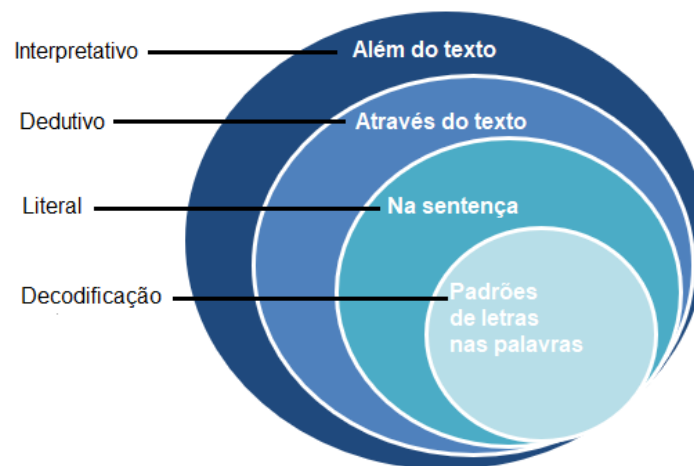 Interpretativo
Além do texto
Dedutivo
Através do texto
Literal
Na sentença
Decodificação
Padrões
de letras
nas palavras